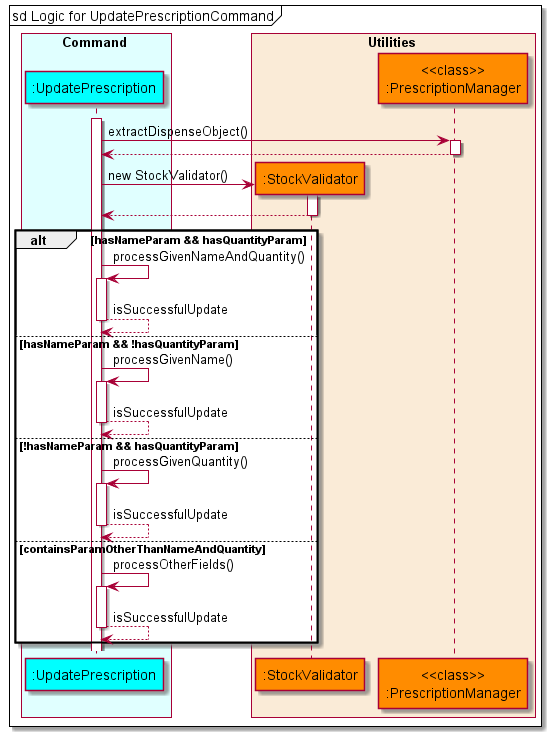 sd Logic for UpdatePrescriptionCommand
Command
Utilities
:UpdatePrescription
<<class>>
:PrescriptionManager
extractDispenseObject()
new StockValidator()
:StockValidator
alt
[hasNameParam && hasQuantityParam]
processGivenNameAndQuantity()
isSuccessfulUpdate
[hasNameParam && !hasQuantityParam]
processGivenName()
isSuccessfulUpdate
[!hasNameParam && hasQuantityParam]
processGivenQuantity()
isSuccessfulUpdate
[containsParamOtherThanNameAndQuantity]
processOtherFields()
isSuccessfulUpdate
:UpdatePrescription
:StockValidator
<<class>>
:PrescriptionManager